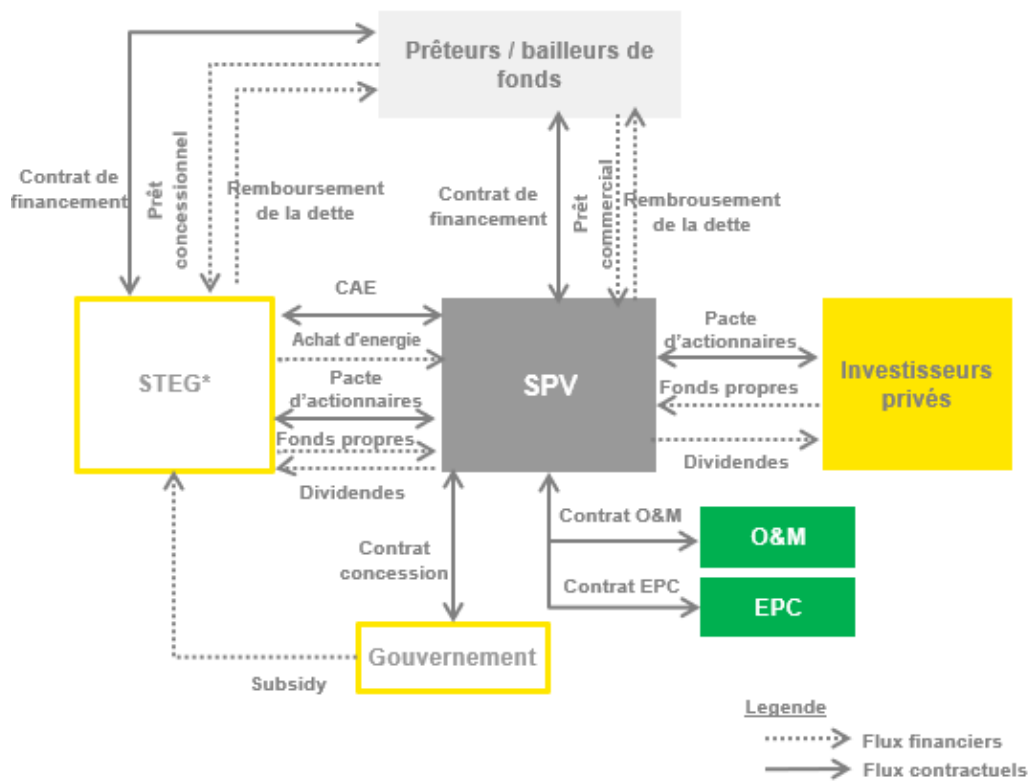 Prêteurs / bailleurs de
fonds
Contrat de
financement
Prêt
concessionnel
Remboursement
de la dette
Contrat de
financement
Prêt
commercial
Rembrousement
de la dette
CAE
Achat d'energie
STEG*
Pacte
d'actionnaires
Fonds propres
Dividendes
SPV
Pacte
d'actionnaires
Fonds propres
Dividendes
Investisseurs
privés
Contrat O&M
O&M
Contrat
concession
Contrat EPC
EPC
Gouvernement
Subsidy
Legende
Flux financiers
Flux contractuels